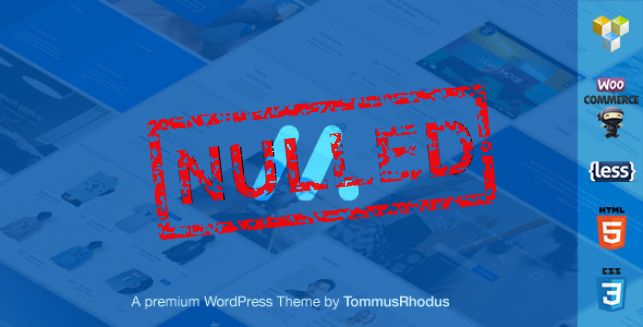 NULLED
WOO
COMMERCE
{less}
HTML
5
CSS
3
A premium WordPress Theme by TommusRhodus